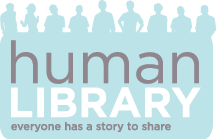 human
LIBRARY
everyone has a story to share